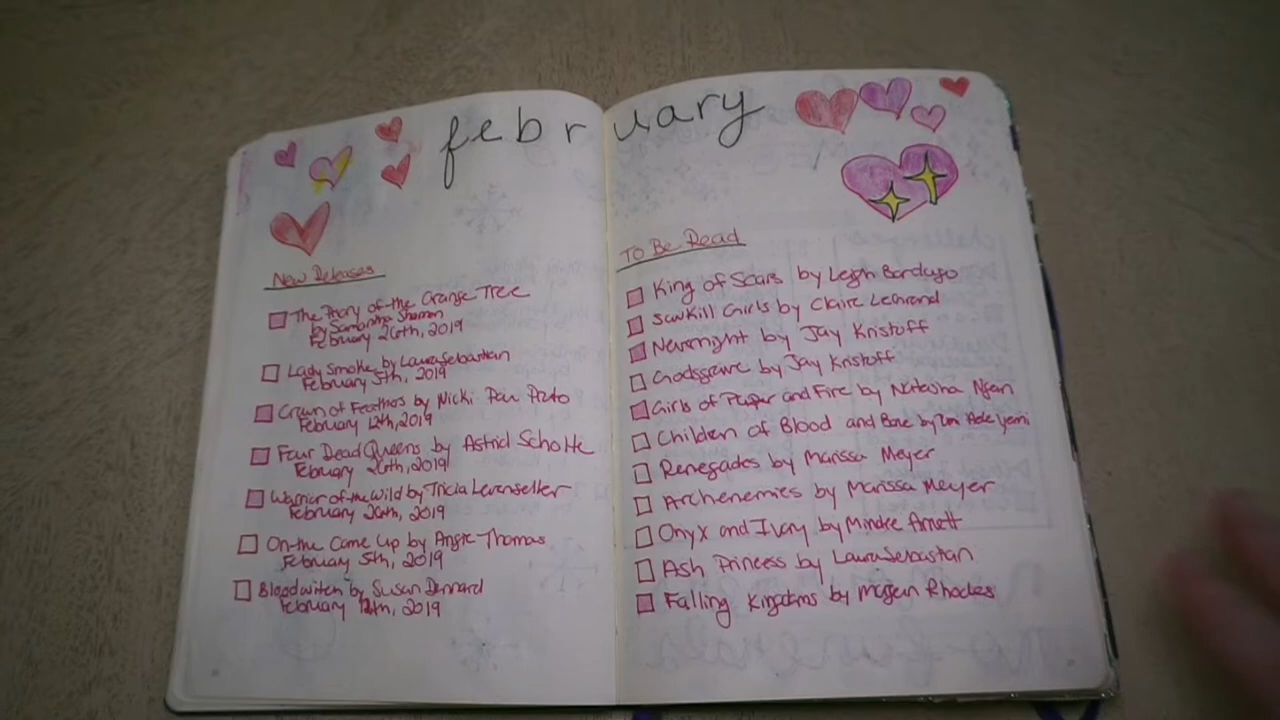 february
New Releases
The Priory of the Orange Tree
by Samantha Shannon
February 26th, 2019
Lady Smoke by Laura Sebastian
February 5th, 2019
Crown of Feathers by Nicki Pau Preto
February 12th, 2019
Four Dead Queens by Astrid Scholte
February 26th, 2019
Warrior of the Wild by Tricia Levenseller
February 26th, 2019
On the Come Up by Angie Thomas
February 5th, 2019
Bloodwitch by Susan Dennard
February 12th, 2019
To Be Read
King of Scars by Leigh Bardugo
Sawkill Girls by Claire Legrand
Nevernight by Jay Kristoff
Godsgrave by Jay Kristoff
Girls of Paper and Fire by Natasha Ngan
Children of Blood and Bone by Tomi Adeyemi
Renegades by Marissa Meyer
Archenemies by Marissa Meyer
Onyx and Ivory by Mindee Arnett
Ash Princess by Laura Sebastian
Falling Kingdoms by Morgan Rhodes